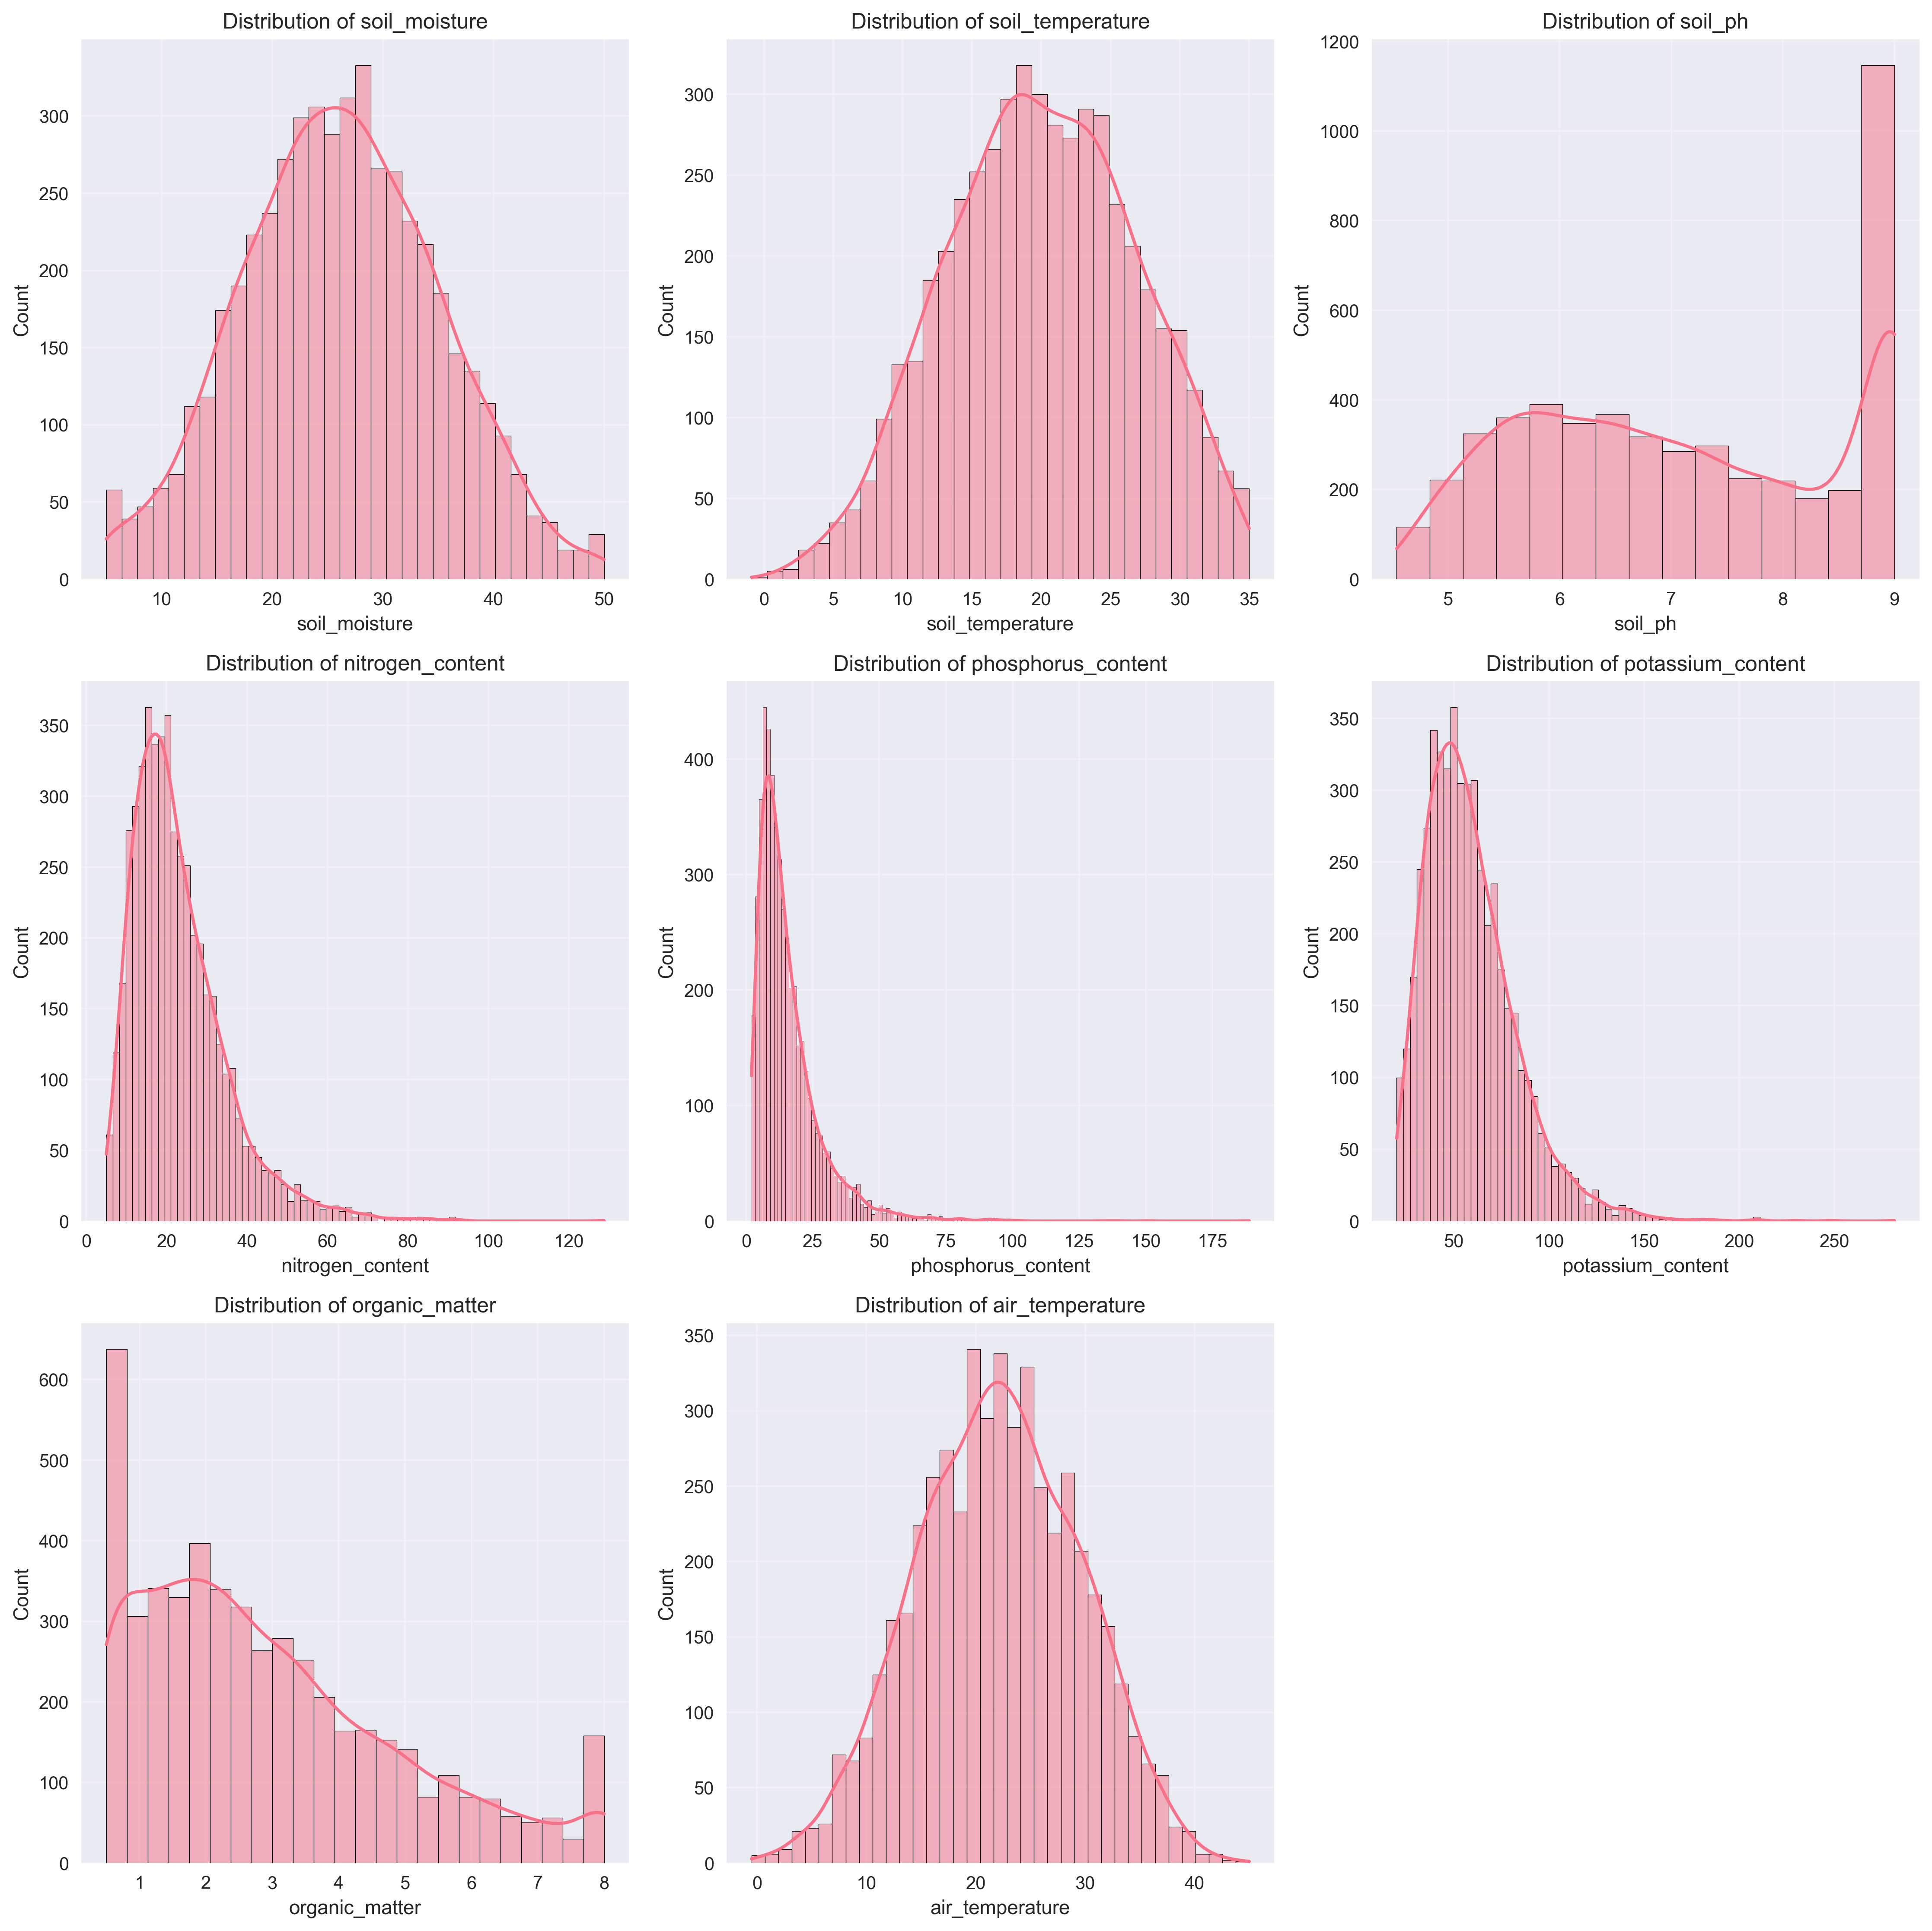 Distribution of soil_moisture
Count
300
250
200
150
100
50
0
10 20 30 40 50
soil_moisture
Distribution of soil_temperature
Count
300
250
200
150
100
50
0
0 5 10 15 20 25 30 35
soil_temperature
Distribution of soil_ph
Count
1200
1000
800
600
400
200
0
5 6 7 8 9
soil_ph
Distribution of nitrogen_content
Count
350
300
250
200
150
100
50
0
0 20 40 60 80 100 120
nitrogen_content
Distribution of phosphorus_content
Count
400
300
200
100
0
0 25 50 75 100 125 150 175
phosphorus_content
Distribution of potassium_content
Count
350
300
250
200
150
100
50
0
50 100 150 200 250
potassium_content
Distribution of organic_matter
Count
600
500
400
300
200
100
0
1 2 3 4 5 6 7 8
organic_matter
Distribution of air_temperature
Count
350
300
250
200
150
100
50
0
0 10 20 30 40
air_temperature